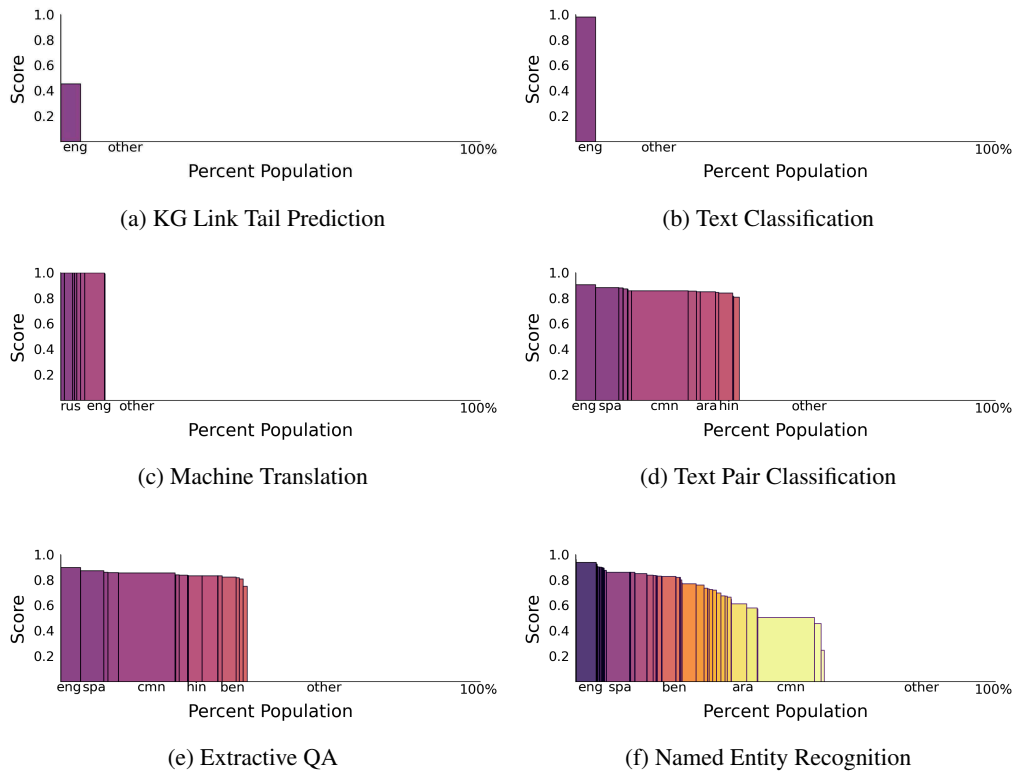 1.0
0.8
0.6
0.4
0.2
Score
eng other 100%
Percent Population
(a) KG Link Tail Prediction
1.0
0.8
0.6
0.4
0.2
Score
eng other 100%
Percent Population
(b) Text Classification
1.0
0.8
0.6
0.4
0.2
Score
rus eng other 100%
Percent Population
(c) Machine Translation
1.0
0.8
0.6
0.4
0.2
Score
eng spa cmn ara hin other 100%
Percent Population
(d) Text Pair Classification
1.0
0.8
0.6
0.4
0.2
Score
eng spa cmn hin ben other 100%
Percent Population
(e) Extractive QA
1.0
0.8
0.6
0.4
0.2
Score
eng spa ben ara cmn other 100%
Percent Population
(f) Named Entity Recognition